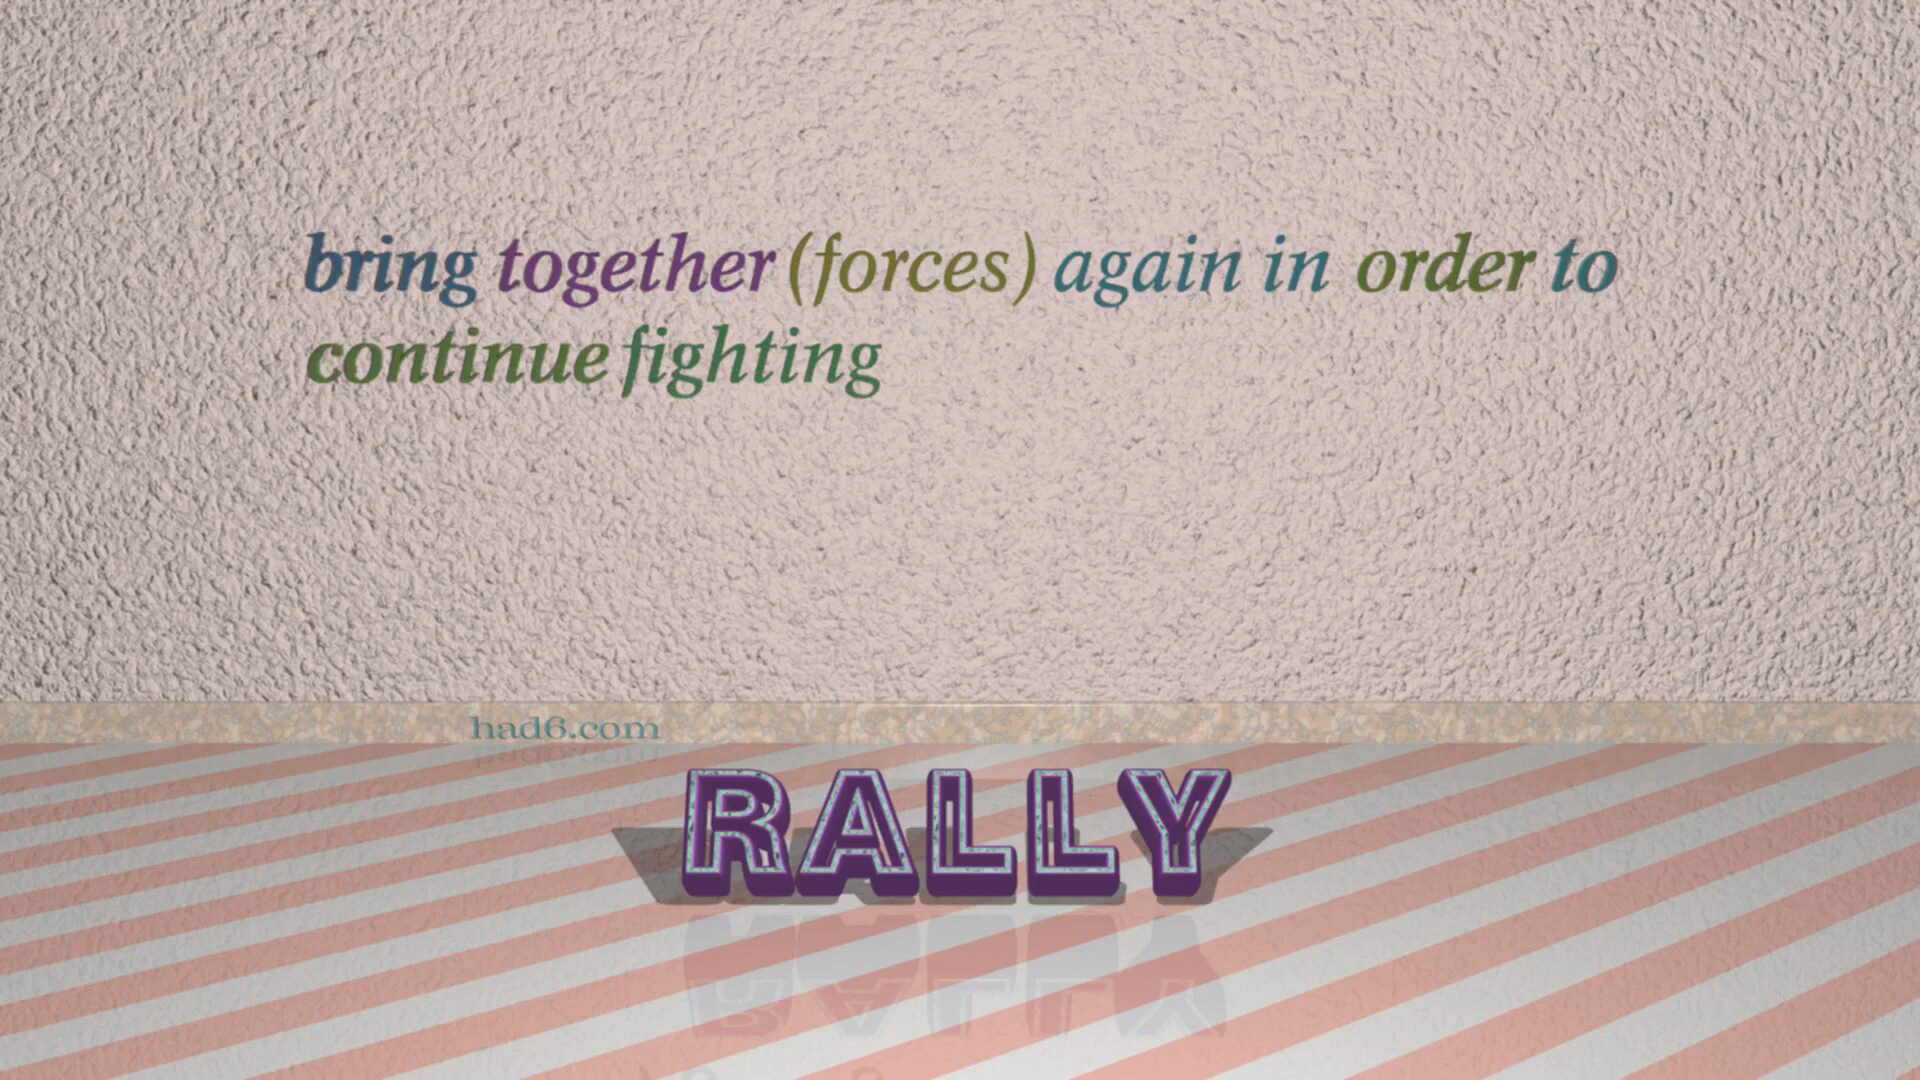 bring together (forces) again in order to
continue fighting
had6.com
RALLY